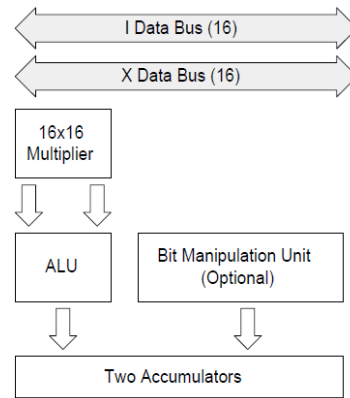 I Data Bus (16)
X Data Bus (16)
16x16
Multiplier
ALU
Bit Manipulation Unit
(Optional)
Two Accumulators